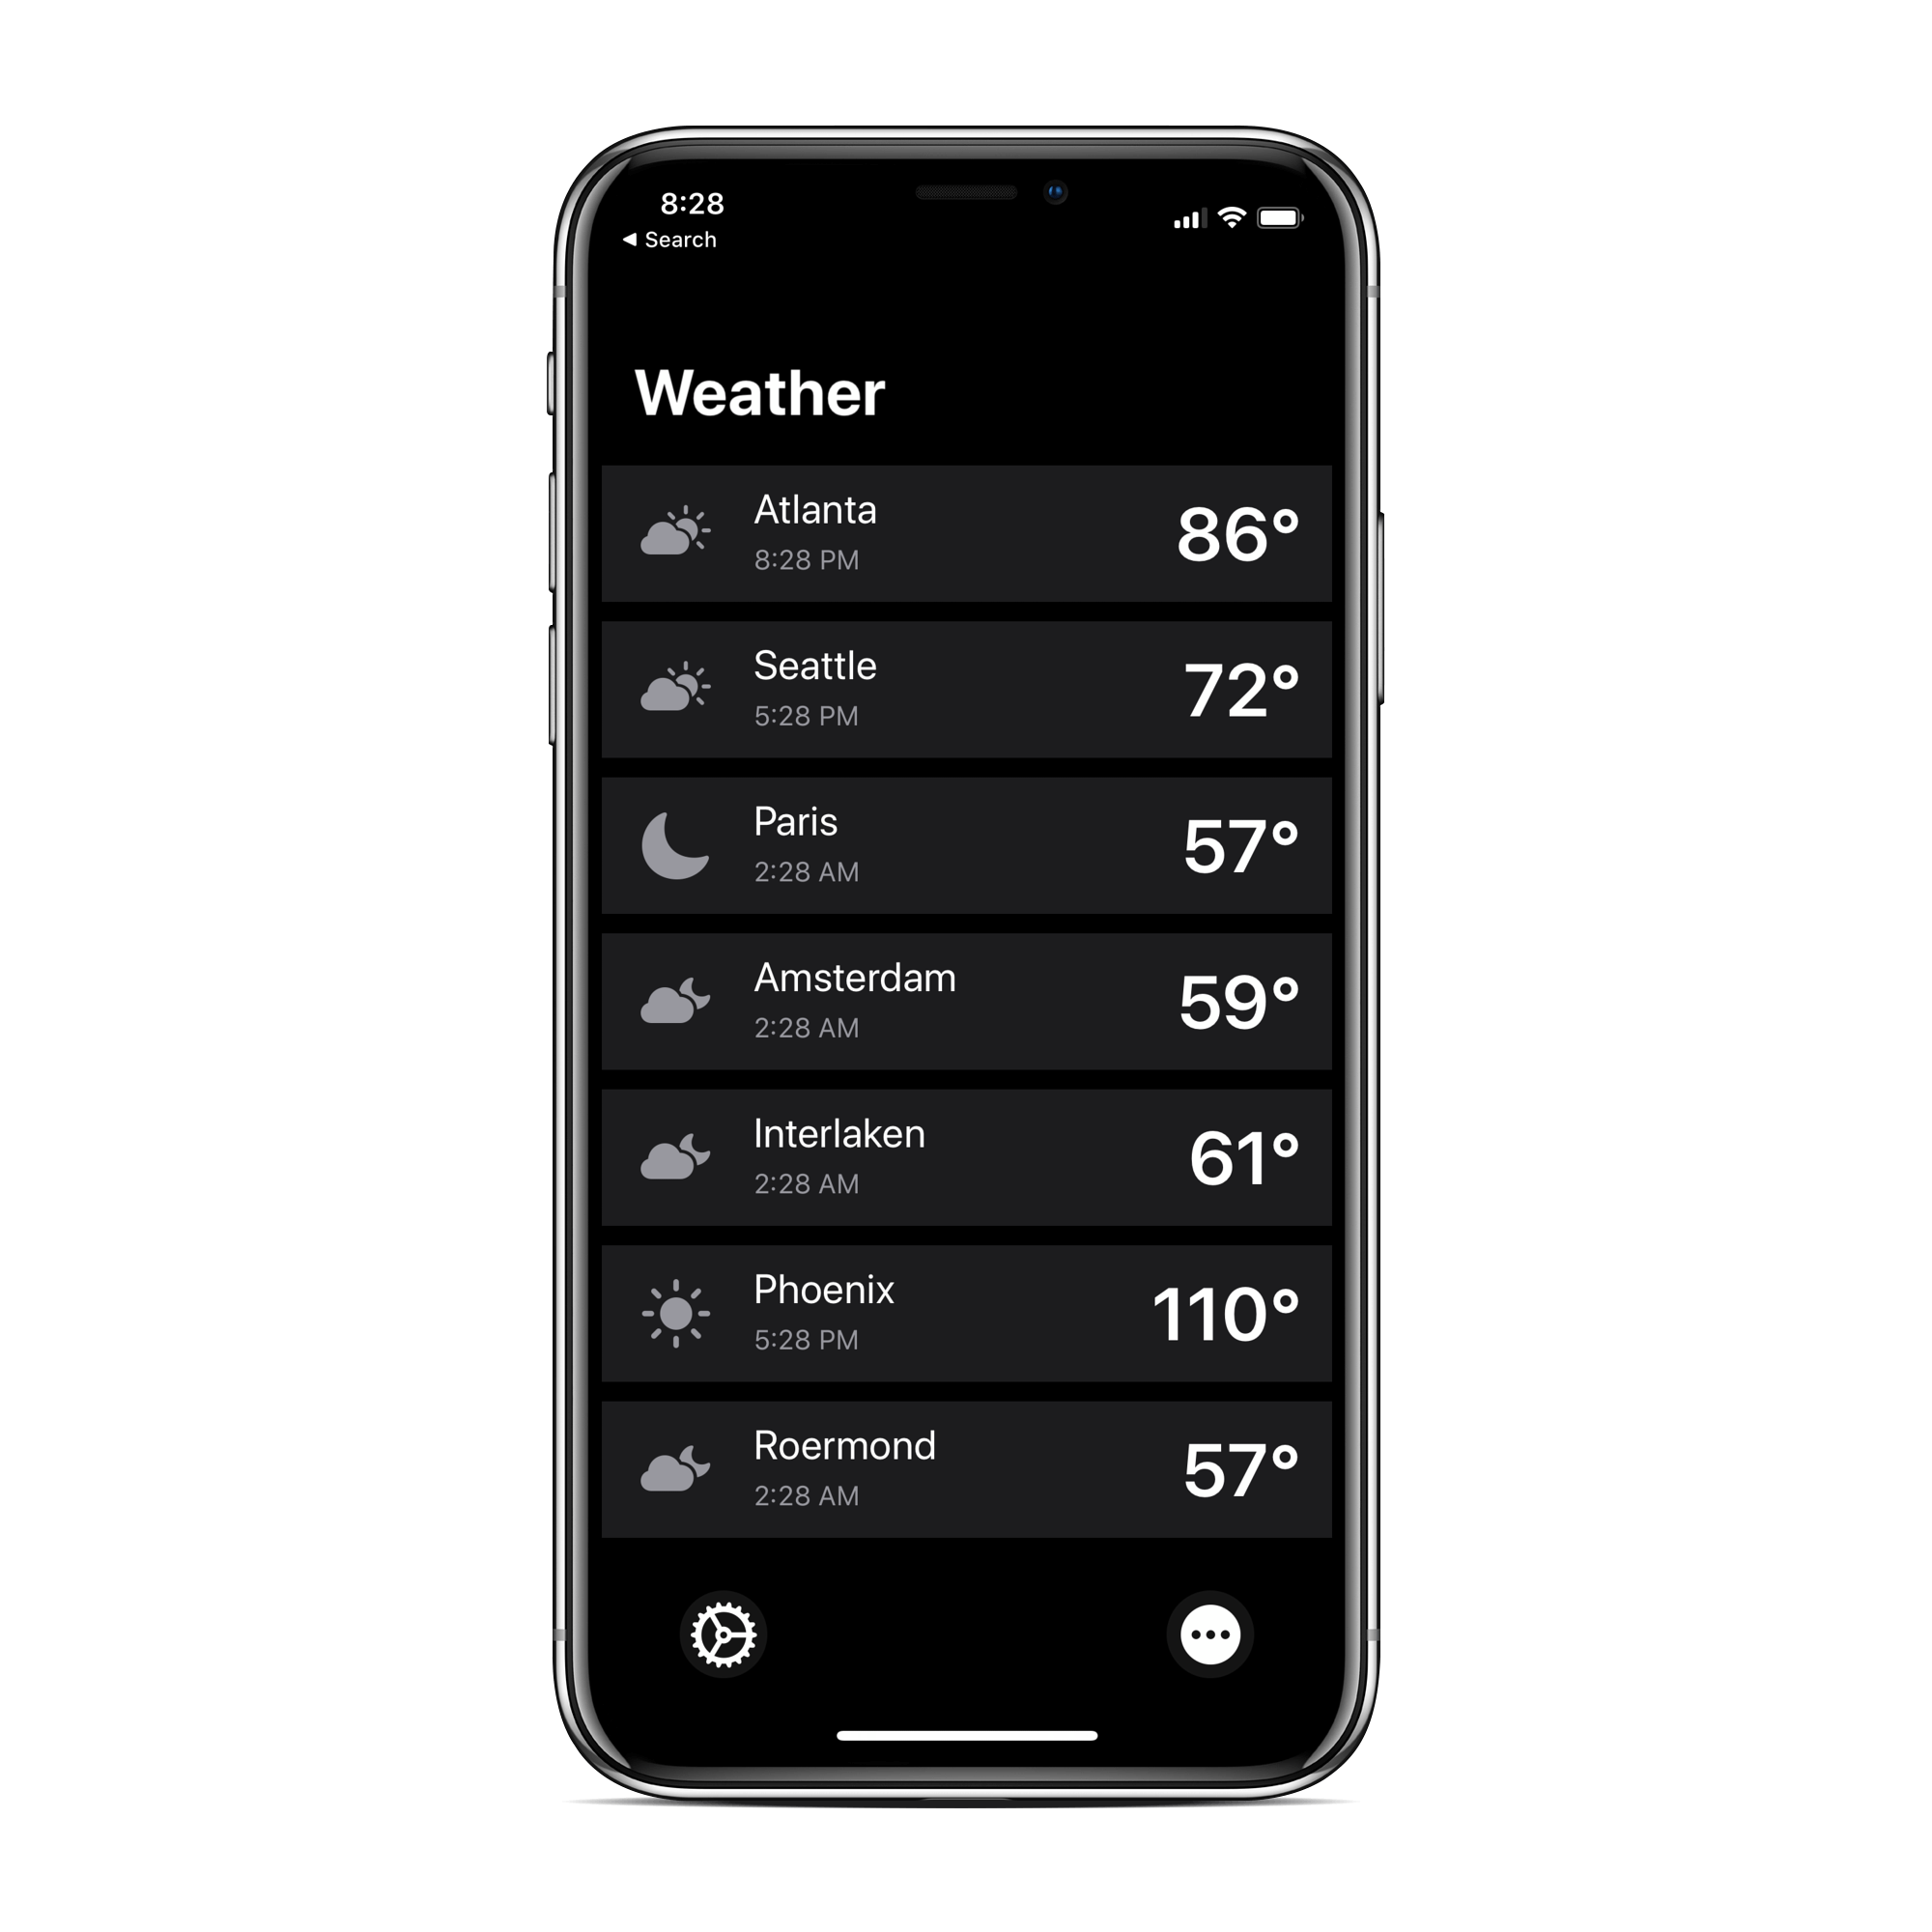 8:28
Search
Weather
Atlanta
8:28 PM
86°
Seattle
5:28 PM
72°
Paris
2:28 AM
57°
Amsterdam
2:28 AM
59°
Interlaken
2:28 AM
61°
Phoenix
5:28 PM
110°
Roermond
2:28 AM
57°